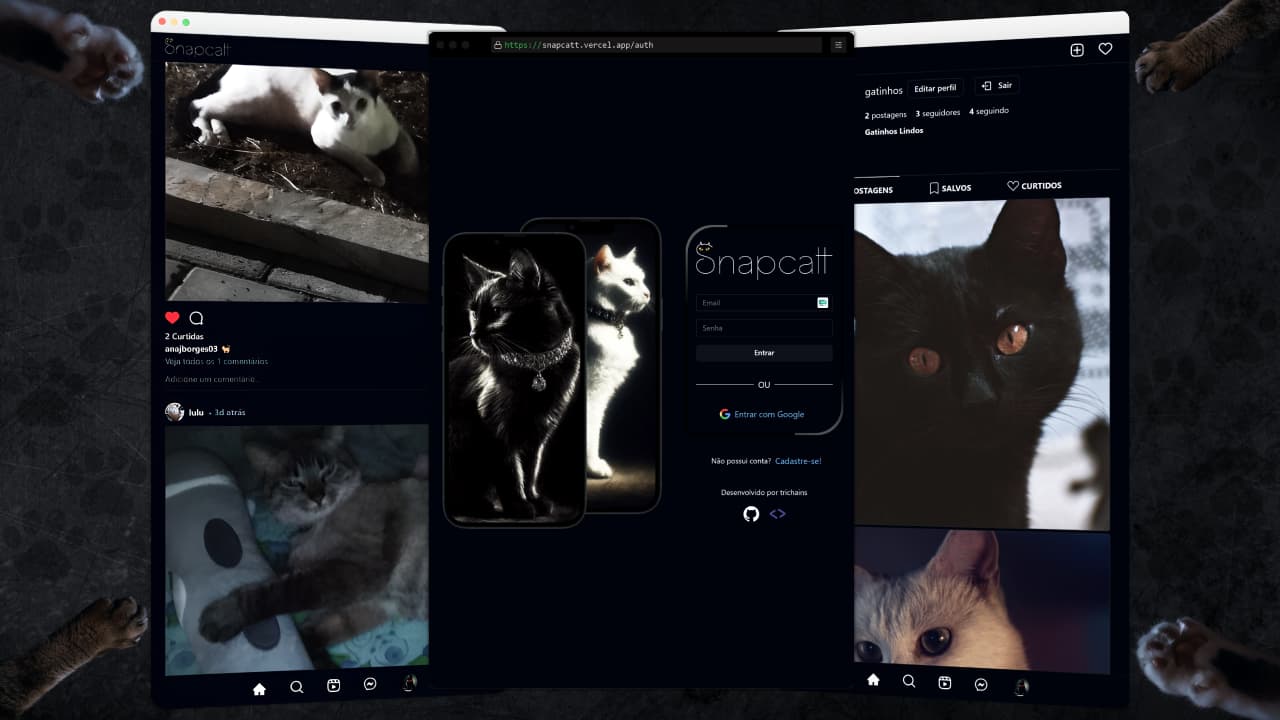 Snapcatt
2 Curtidas
anajborges03
Veja todos os 1 comentários
Adicione um comentário...
lulu • 3d atrás
https://snapcatt.vercel.app/auth
Snapcatt
Email
Senha
Entrar
OU
Entrar com Google
Não possui conta? Cadastre-se!
Desenvolvido por trichains
gatinhos Editar perfil Sair
2 postagens 3 seguidores 4 seguindo
Gatinhos Lindos
OSTAGENS SALVOS CURTIDOS